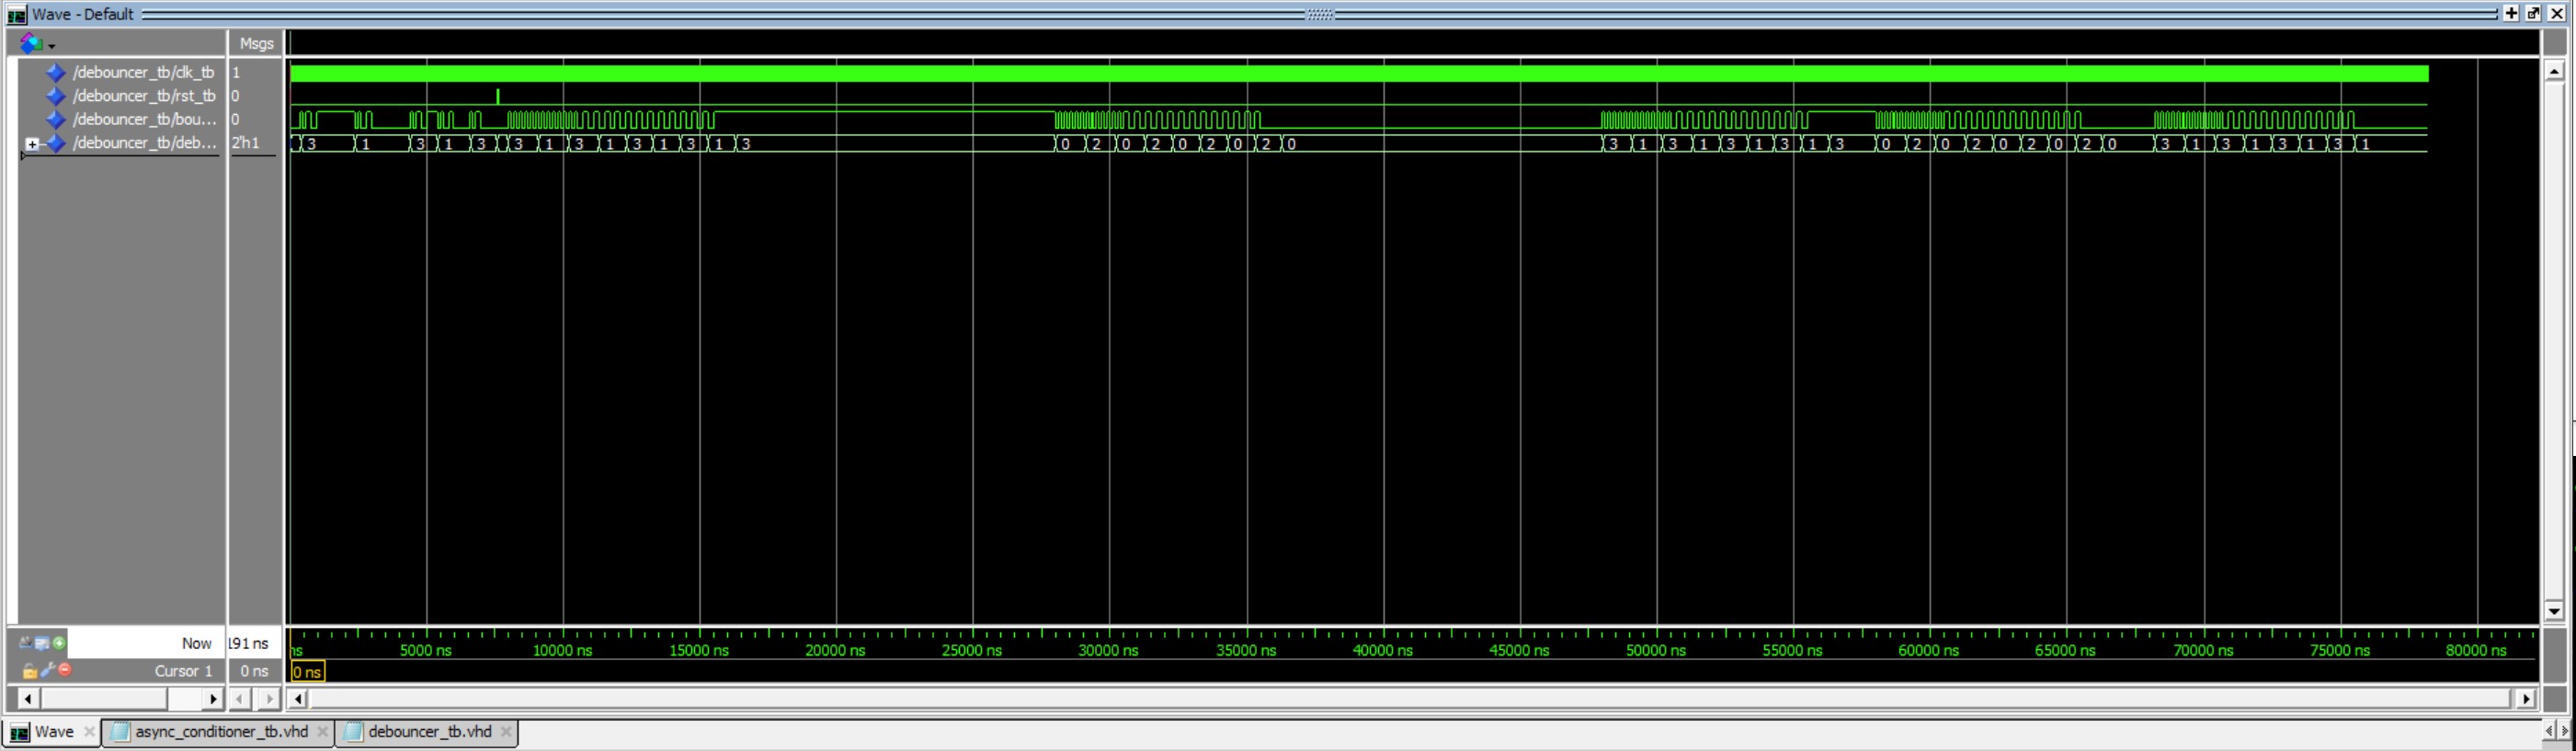 Wave - Default
Msgs
/debouncer_tb/clk_tb 1
/debouncer_tb/rst_tb 0
/debouncer_tb/bou... 0
/debouncer_tb/deb... 2'h1
3 1 3 1 3 3 1 3 1 3 1 3 1 3 0 2 0 2 0 2 0 2 0 3 1 3 1 3 1 3 1 3 0 2 0 2 0 2 0 2 0 3 1 3 1 3 1 3 1
Now 191 ns
ns 5000 ns 10000 ns 15000 ns 20000 ns 25000 ns 30000 ns 35000 ns 40000 ns 45000 ns 50000 ns 55000 ns 60000 ns 65000 ns 70000 ns 75000 ns 80000 ns
Cursor 1 0 ns
0 ns
Wave async_conditioner_tb.vhd debouncer_tb.vhd